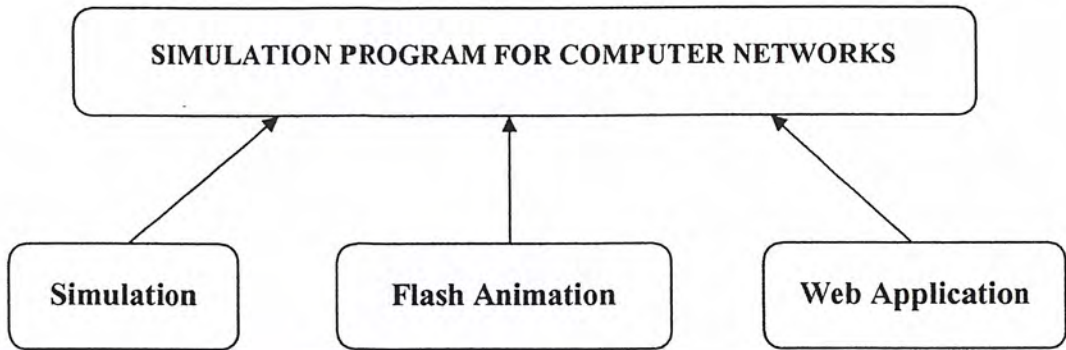 SIMULATION PROGRAM FOR COMPUTER NETWORKS
Simulation
Flash Animation
Web Application